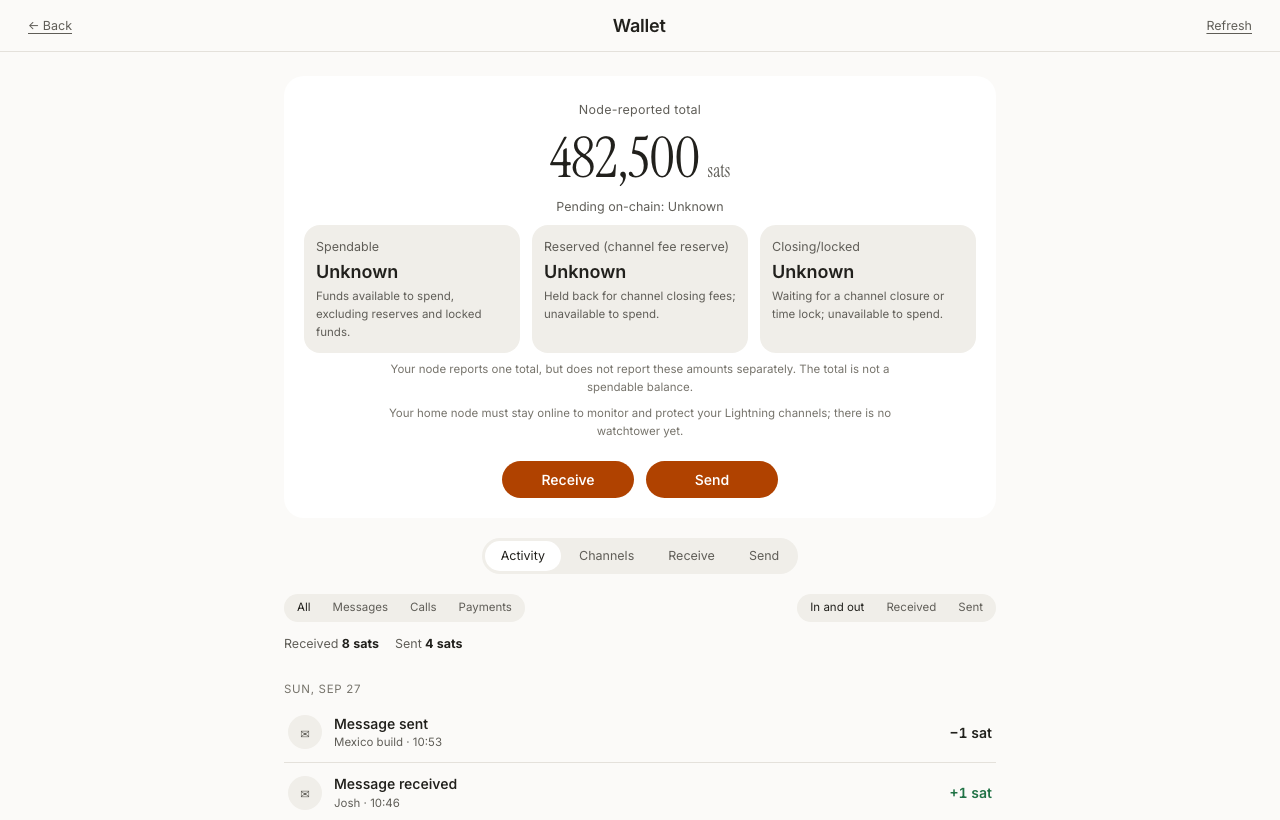 ← Back
Wallet
Refresh
Node-reported total
482,500 sats
Pending on-chain: Unknown
Spendable
Unknown
Funds available to spend,
excluding reserves and locked
funds.
Reserved (channel fee reserve)
Unknown
Held back for channel closing fees;
unavailable to spend.
Closing/locked
Unknown
Waiting for a channel closure or
time lock; unavailable to spend.
Your node reports one total, but does not report these amounts separately. The total is not a
spendable balance.
Your home node must stay online to monitor and protect your Lightning channels; there is no
watchtower yet.
Receive
Send
Activity
Channels
Receive
Send
All
Messages
Calls
Payments
In and out
Received
Sent
Received 8 sats
Sent 4 sats
SUN, SEP 27
Message sent
Mexico build · 10:53
−1 sat
Message received
Josh · 10:46
+1 sat